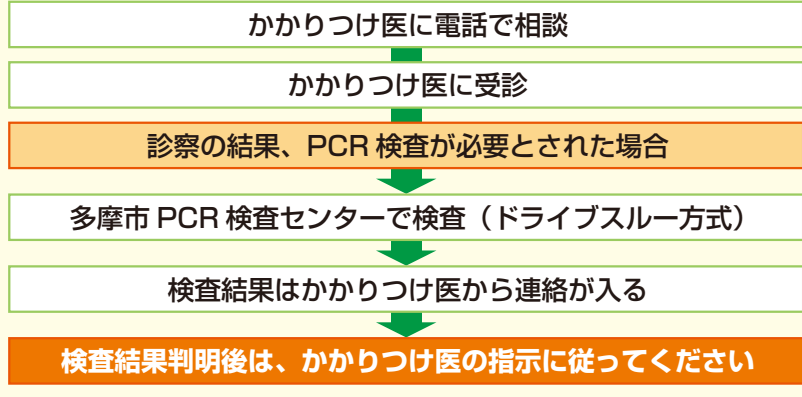 かかりつけ医に電話で相談
かかりつけ医に受診
診察の結果、PCR 検査が必要とされた場合
多摩市 PCR 検査センターで検査（ドライブスルー方式）
検査結果はかかりつけ医から連絡が入る
検査結果判明後は、かかりつけ医の指示に従ってください